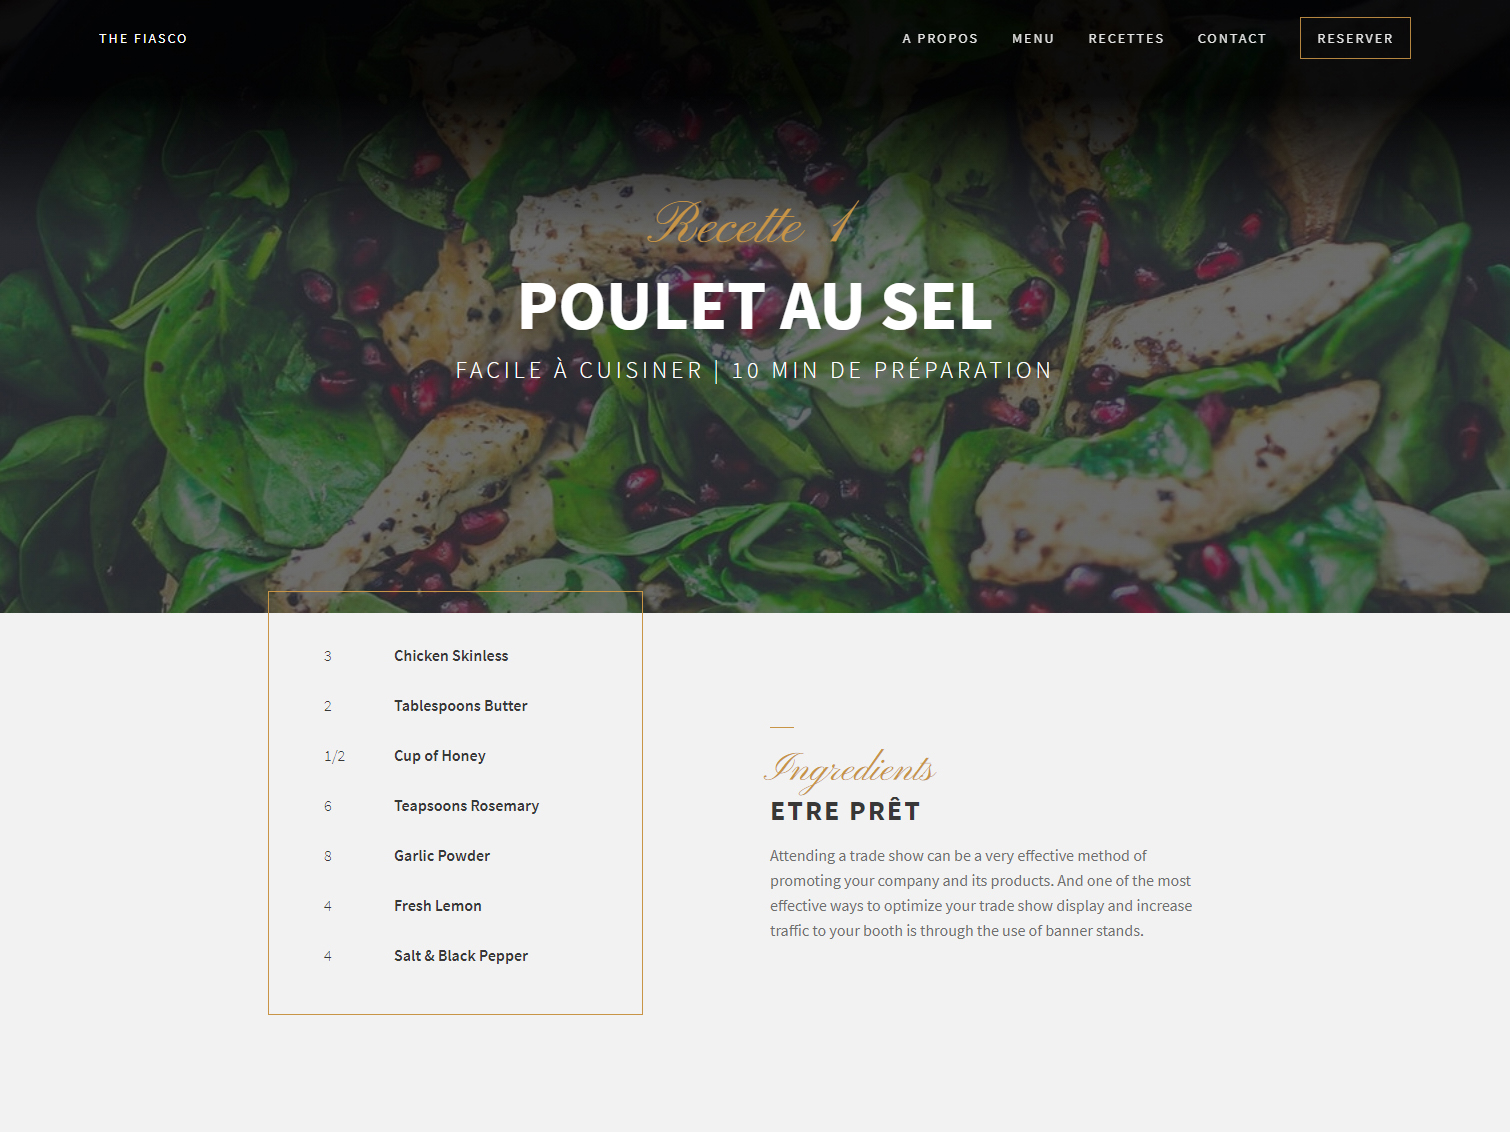 THE FIASCO
A PROPOS MENU RECETTES CONTACT RESERVER
Recette 1
POULET AU SEL
FACILE À CUISINER | 10 MIN DE PRÉPARATION
3 Chicken Skinless
2 Tablespoons Butter
1/2 Cup of Honey
6 Teapsoons Rosemary
8 Garlic Powder
4 Fresh Lemon
4 Salt & Black Pepper
Ingredients
ETRE PRÊT
Attending a trade show can be a very effective method of
promoting your company and its products. And one of the most
effective ways to optimize your trade show display and increase
traffic to your booth is through the use of banner stands.